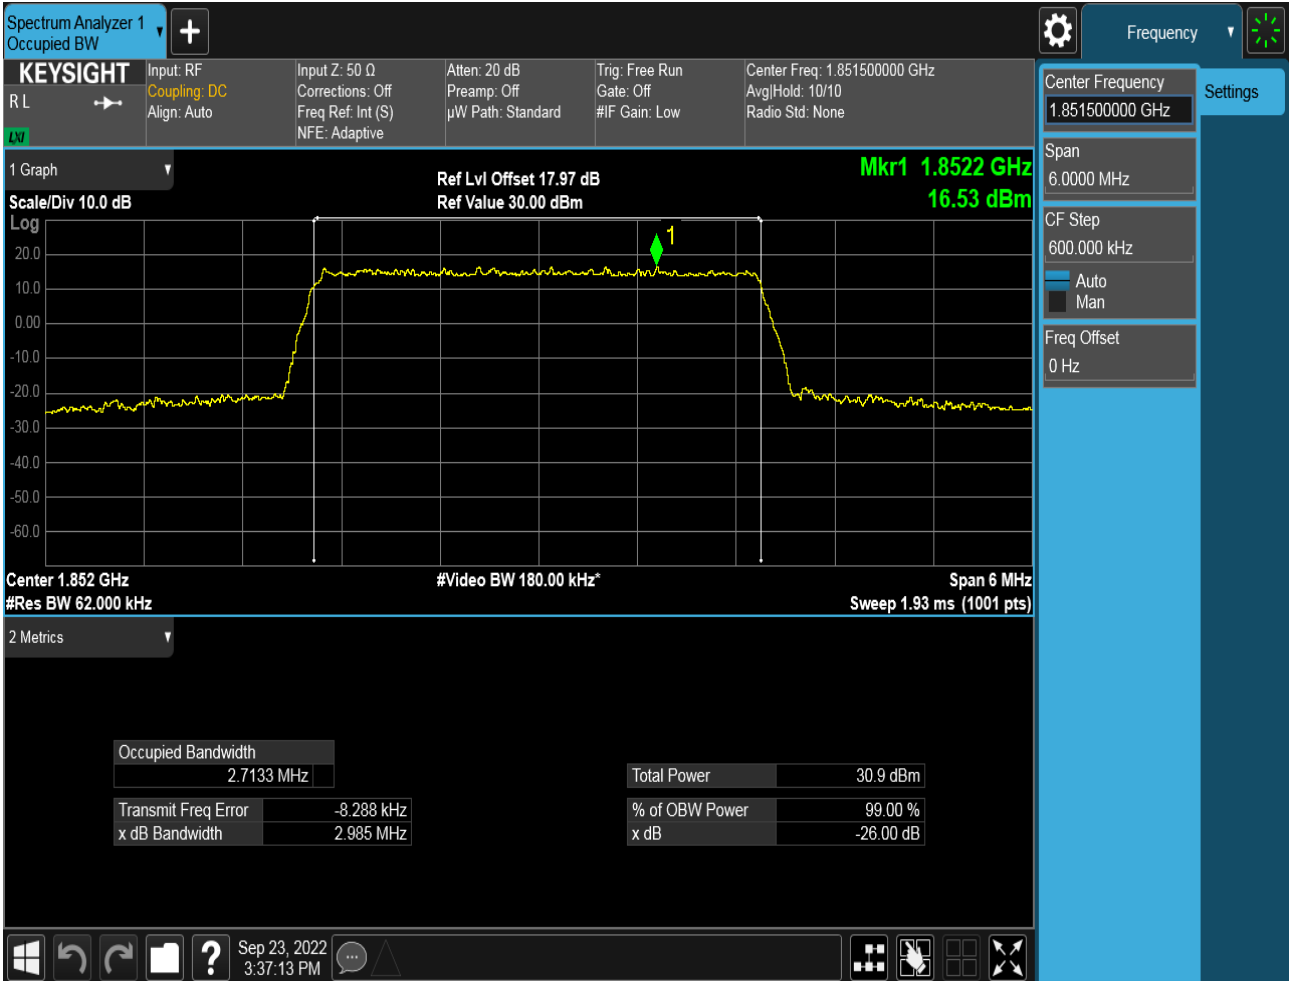 Spectrum Analyzer 1
Occupied BW
Frequency
KEYSIGHT
R L
LXI
Input: RF
Coupling: DC
Align: Auto
Input Z: 50 Ω
Corrections: Off
Freq Ref: Int (S)
NFE: Adaptive
Atten: 20 dB
Preamp: Off
µW Path: Standard
Trig: Free Run
Gate: Off
#IF Gain: Low
Center Freq: 1.851500000 GHz
Avg|Hold: 10/10
Radio Std: None
Center Frequency
1.851500000 GHz
Settings
Span
6.0000 MHz
CF Step
600.000 kHz
Auto
Man
Freq Offset
0 Hz
1 Graph
Scale/Div 10.0 dB
Log
Ref Lvl Offset 17.97 dB
Ref Value 30.00 dBm
Mkr1 1.8522 GHz
16.53 dBm
1
20.0
10.0
0.00
-10.0
-20.0
-30.0
-40.0
-50.0
-60.0
Center 1.852 GHz
#Video BW 180.00 kHz*
Span 6 MHz
#Res BW 62.000 kHz
Sweep 1.93 ms (1001 pts)
2 Metrics
Occupied Bandwidth
2.7133 MHz
Total Power 30.9 dBm
Transmit Freq Error -8.288 kHz
% of OBW Power 99.00 %
x dB Bandwidth 2.985 MHz
x dB -26.00 dB
?
Sep 23, 2022
3:37:13 PM